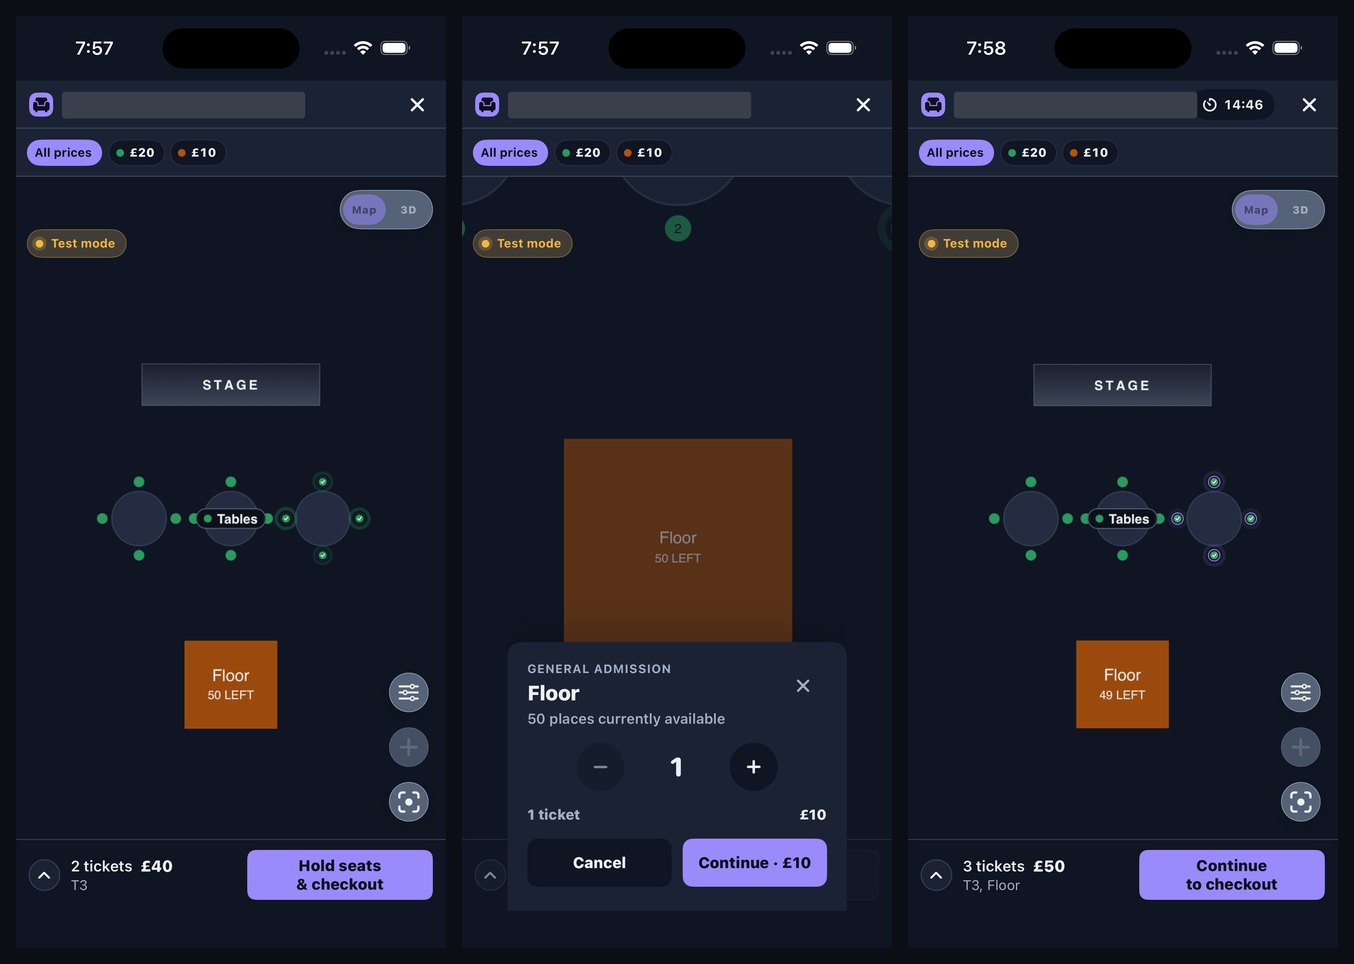 7:57
All prices
£20
£10
Map
3D
Test mode
STAGE
Tables
Floor
50 LEFT
2 tickets £40
T3
Hold seats
& checkout
7:57
All prices
£20
£10
2
Test mode
Floor
50 LEFT
GENERAL ADMISSION
Floor
50 places currently available
1
1 ticket
£10
Cancel
Continue · £10
7:58
14:46
All prices
£20
£10
Map
3D
Test mode
STAGE
Tables
Floor
49 LEFT
3 tickets £50
T3, Floor
Continue
to checkout